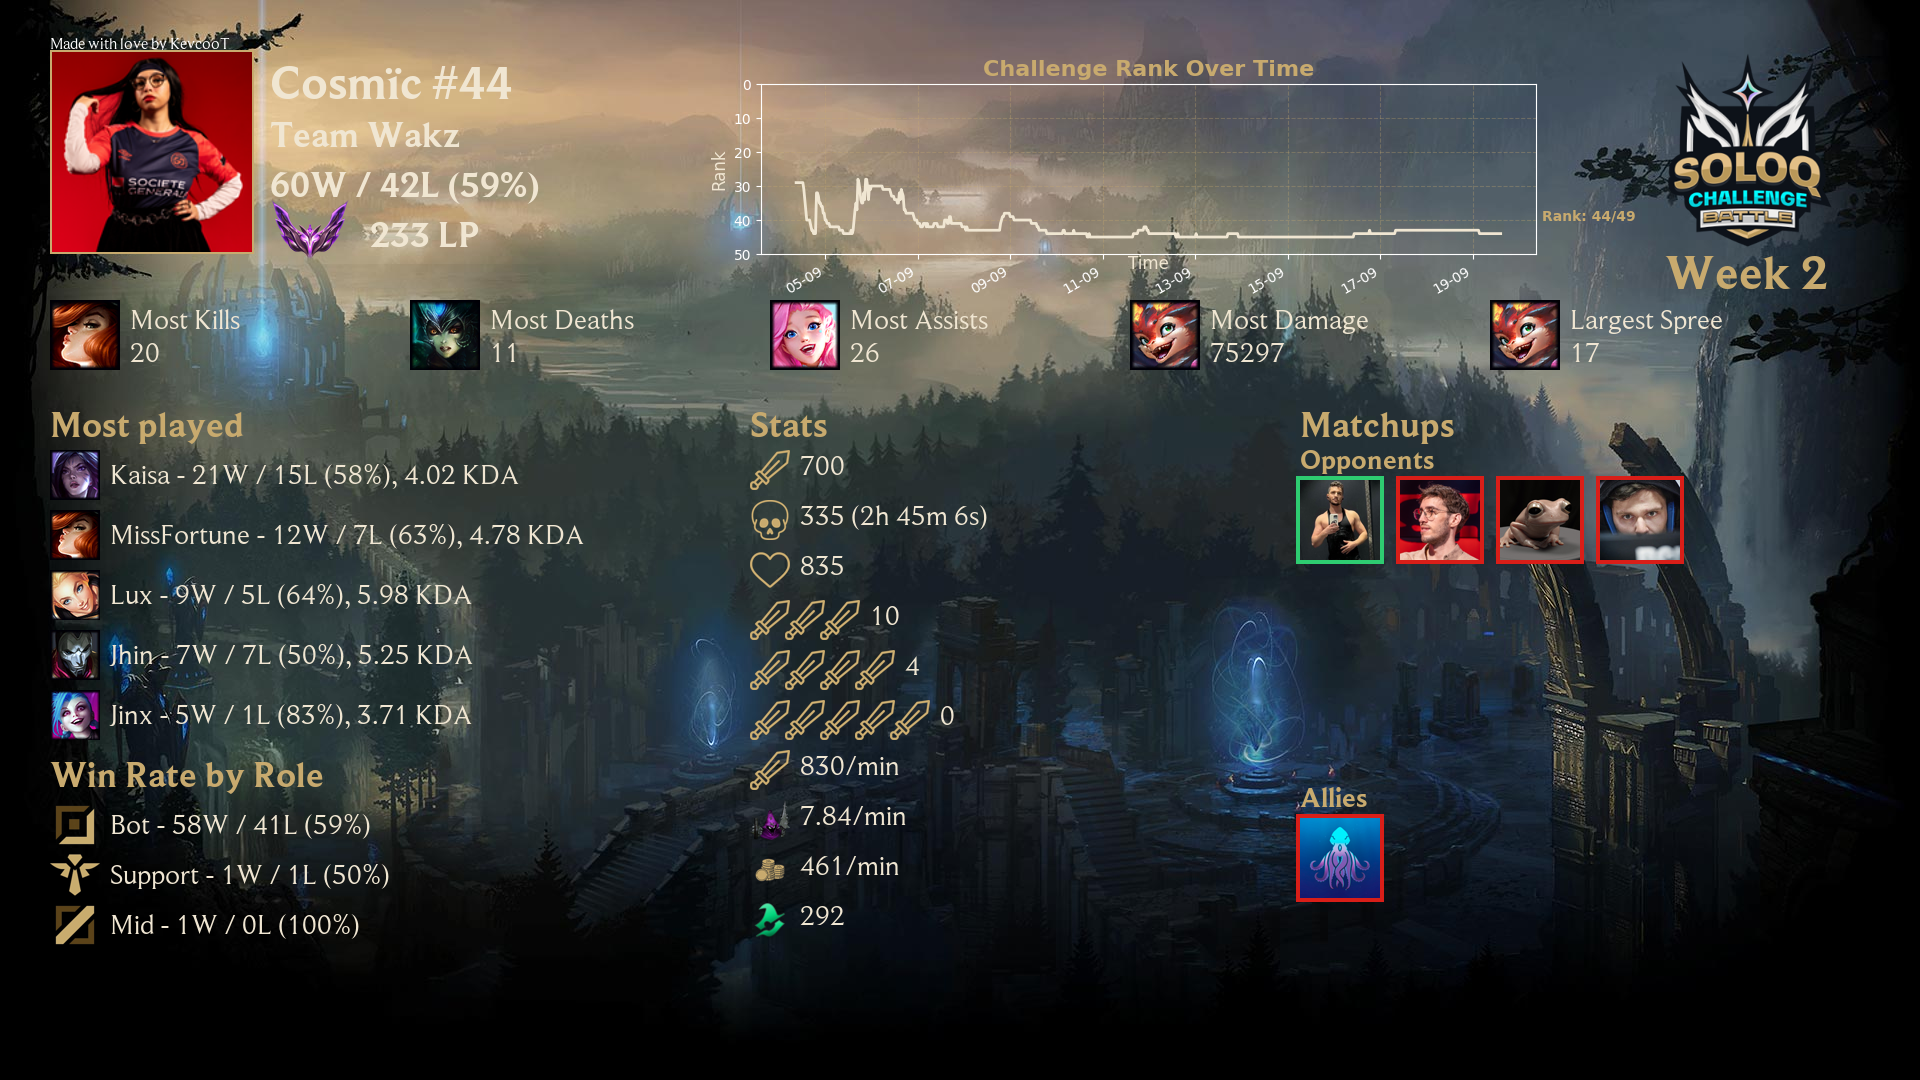 Made with love by KevcooT
Cosmïc #44
Team Wakz
60W / 42L (59%)
233 LP
SOCIETE
GENERALE
Challenge Rank Over Time
Rank
0
10
20
30
40
50
05-09
07-09
09-09
11-09
13-09
15-09
17-09
19-09
Time
Rank: 44/49
SOLOQ
CHALLENGE
BATTLE
Week 2
Most Kills
20
Most Deaths
11
Most Assists
26
Most Damage
75297
Largest Spree
17
Most played
Kaisa - 21W / 15L (58%), 4.02 KDA
MissFortune - 12W / 7L (63%), 4.78 KDA
Lux - 9W / 5L (64%), 5.98 KDA
Jhin - 7W / 7L (50%), 5.25 KDA
Jinx - 5W / 1L (83%), 3.71 KDA
Win Rate by Role
Bot - 58W / 41L (59%)
Support - 1W / 1L (50%)
Mid - 1W / 0L (100%)
Stats
700
335 (2h 45m 6s)
835
10
4
0
830/min
7.84/min
461/min
292
Matchups
Opponents
Allies